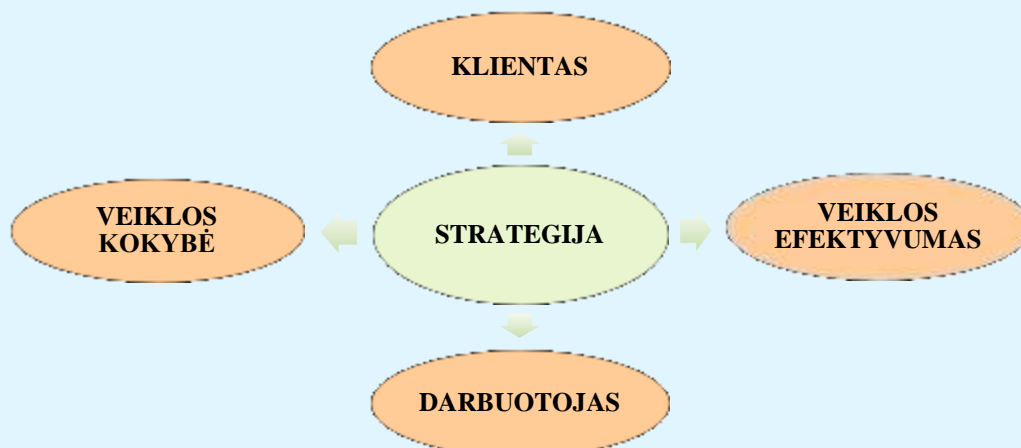 KLIENTAS
VEIKLOS
KOKYBĖ
STRATEGIJA
VEIKLOS
EFEKTYVUMAS
DARBUOTOJAS